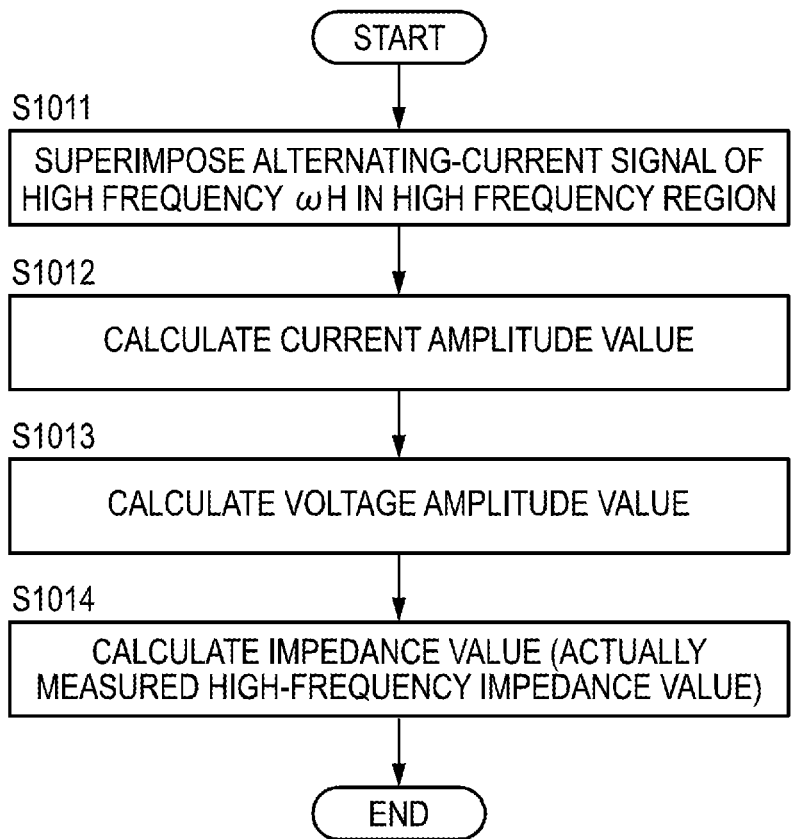 START
S1011
SUPERIMPOSE ALTERNATING-CURRENT SIGNAL OF
HIGH FREQUENCY ωH IN HIGH FREQUENCY REGION
S1012
CALCULATE CURRENT AMPLITUDE VALUE
S1013
CALCULATE VOLTAGE AMPLITUDE VALUE
S1014
CALCULATE IMPEDANCE VALUE (ACTUALLY
MEASURED HIGH-FREQUENCY IMPEDANCE VALUE)
END